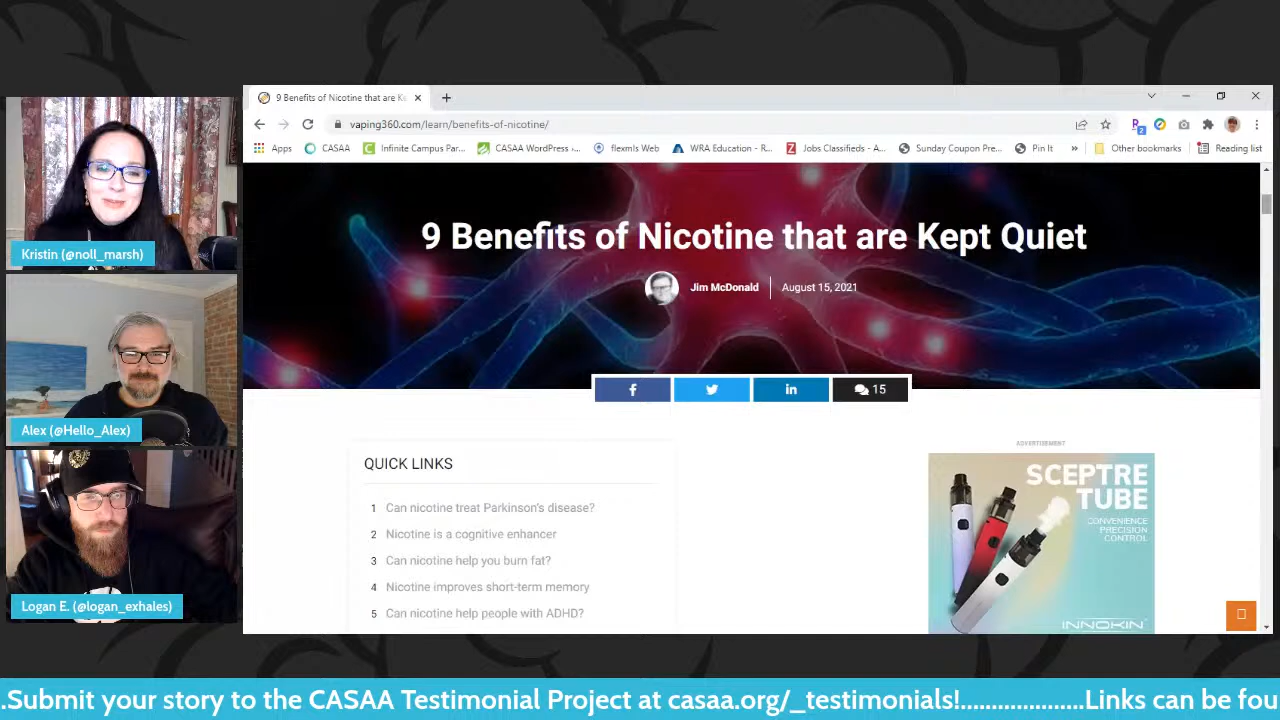 Kristin (@noll_marsh)
Alex (@Hello_Alex)
Logan E. (@logan_exhales)
9 Benefits of Nicotine that are Ke
vaping360.com/learn/benefits-of-nicotine/
Apps
CASAA
Infinite Campus Par...
CASAA WordPress ‹...
flexmls Web
WRA Education - R...
Jobs Classifieds - A...
Sunday Coupon Pre...
Pin It
»
Other bookmarks
Reading list
9 Benefits of Nicotine that are Kept Quiet
Jim McDonald
August 15, 2021
15
QUICK LINKS
1 Can nicotine treat Parkinson's disease?
2 Nicotine is a cognitive enhancer
3 Can nicotine help you burn fat?
4 Nicotine improves short-term memory
5 Can nicotine help people with ADHD?
ADVERTISEMENT
SCEPTRE
TUBE
CONVENIENCE
PRECISION
CONTROL
INNOKIN
.Submit your story to the CASAA Testimonial Project at casaa.org/_testimonials!....................Links can be fou